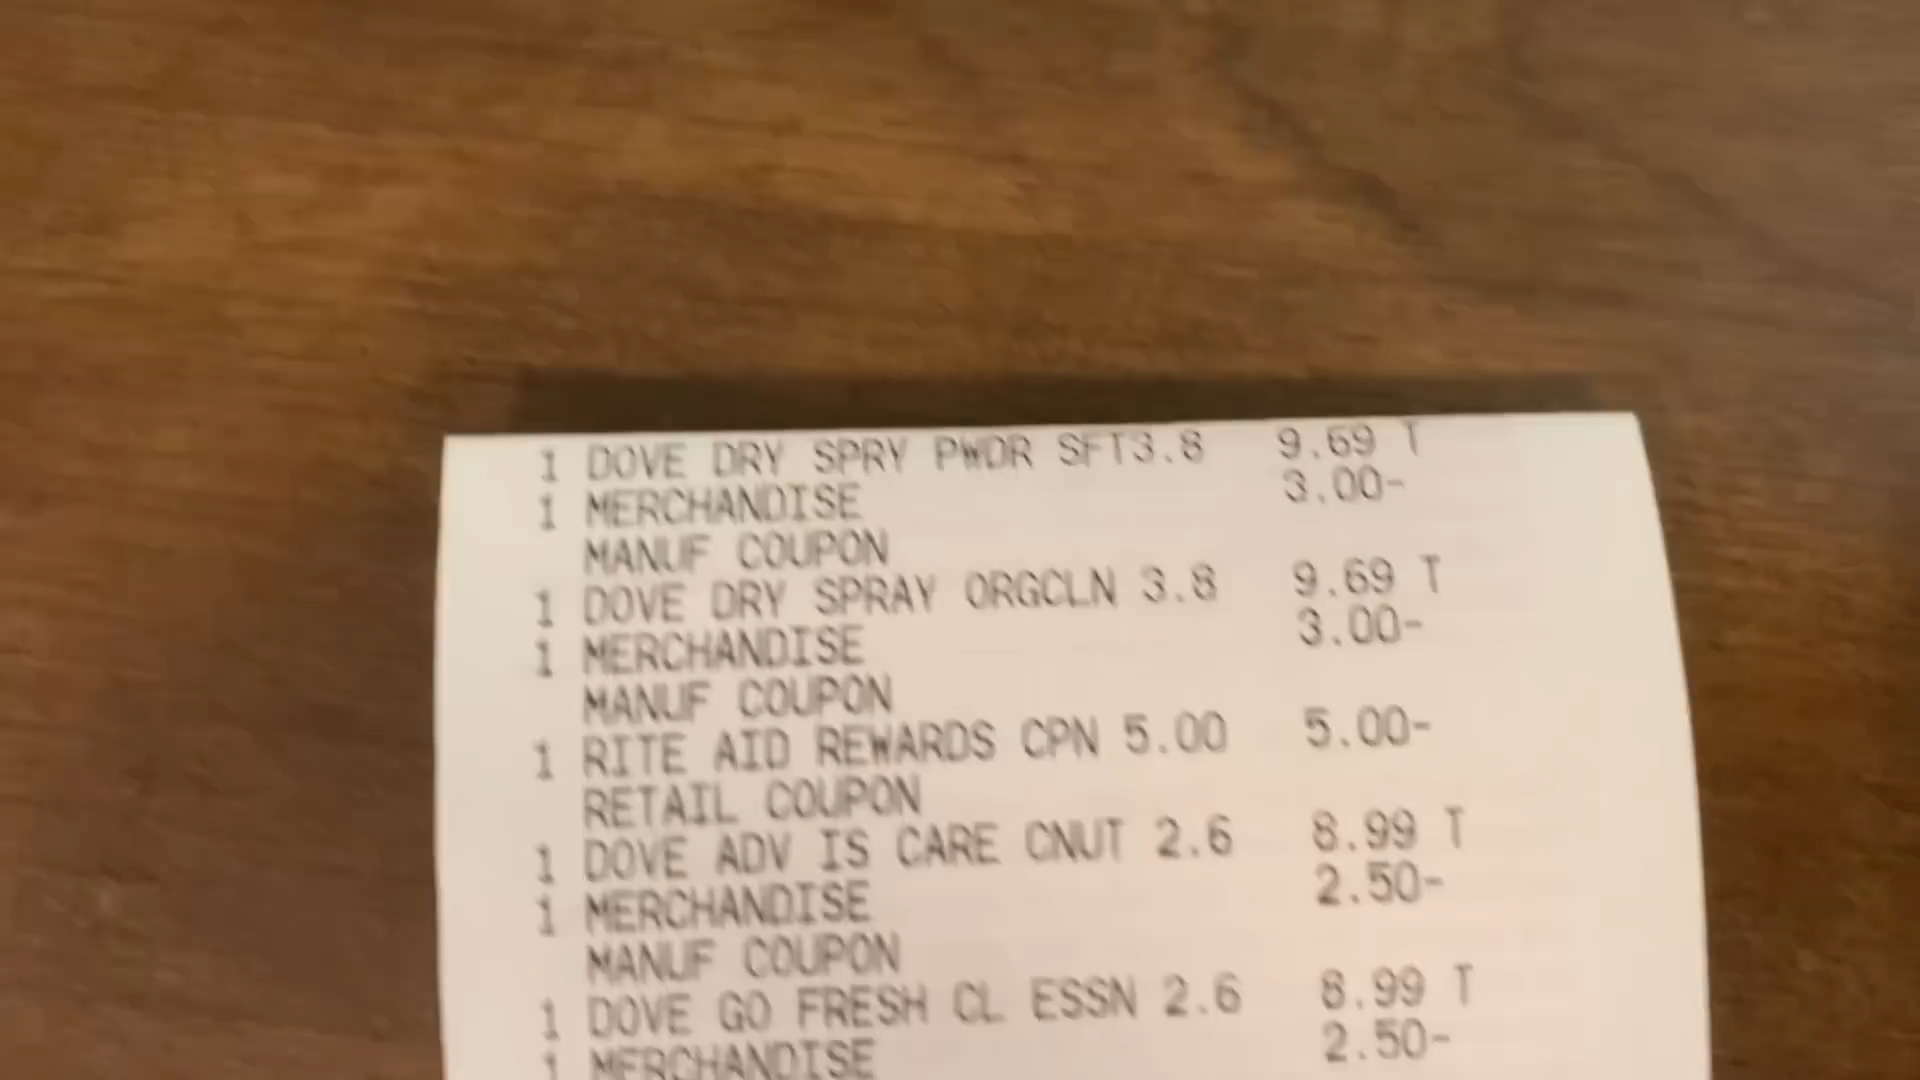 1 DOVE DRY SPRY PWDR SFT3.8 9.69 T
1 MERCHANDISE 3.00-
MANUF COUPON
1 DOVE DRY SPRAY ORGCLN 3.8 9.69 T
1 MERCHANDISE 3.00-
MANUF COUPON
1 RITE AID REWARDS CPN 5.00 5.00-
RETAIL COUPON
1 DOVE ADV IS CARE CNUT 2.6 8.99 T
1 MERCHANDISE 2.50-
MANUF COUPON
1 DOVE GO FRESH CL ESSN 2.6 8.99 T
1 MERCHANDISE 2.50-